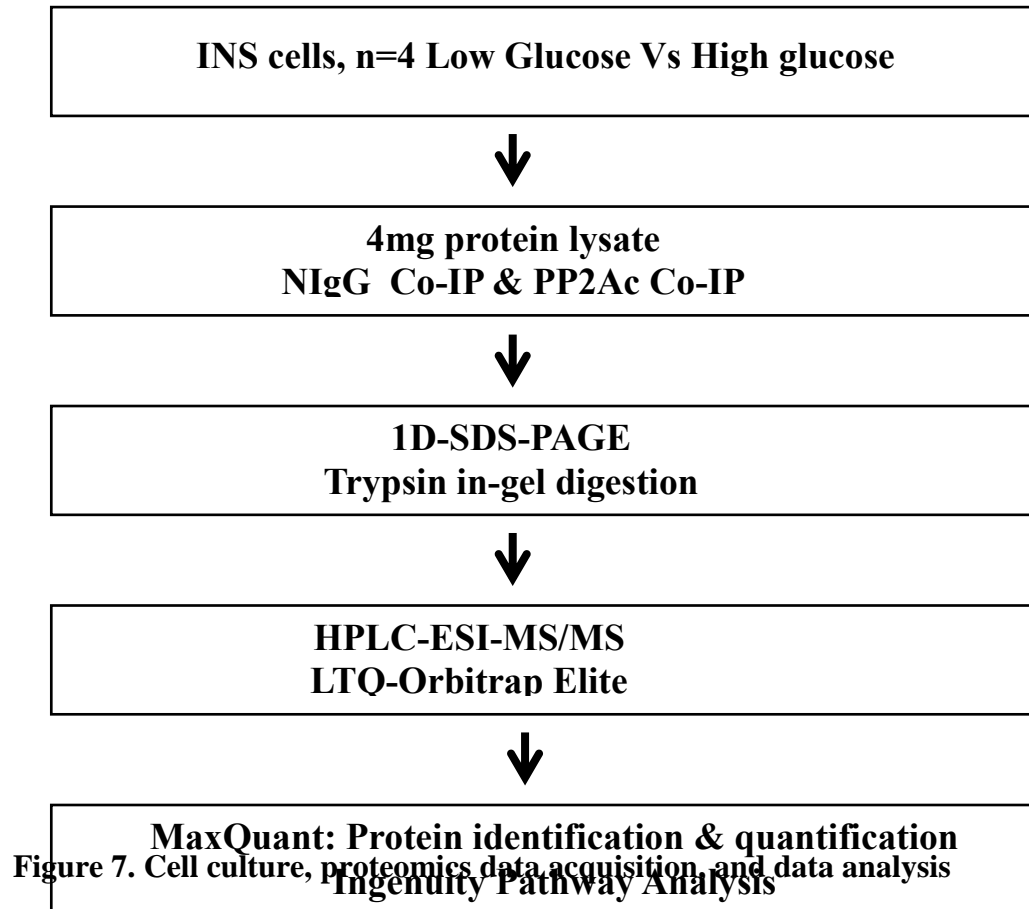 INS cells, n=4 Low Glucose Vs High glucose
4mg protein lysate
NIgG Co-IP & PP2Ac Co-IP
1D-SDS-PAGE
Trypsin in-gel digestion
HPLC-ESI-MS/MS
LTQ-Orbitrap Elite
MaxQuant: Protein identification & quantification
Figure 7. Cell culture, proteomics data acquisition, and data analysis
Ingenuity Pathway Analysis